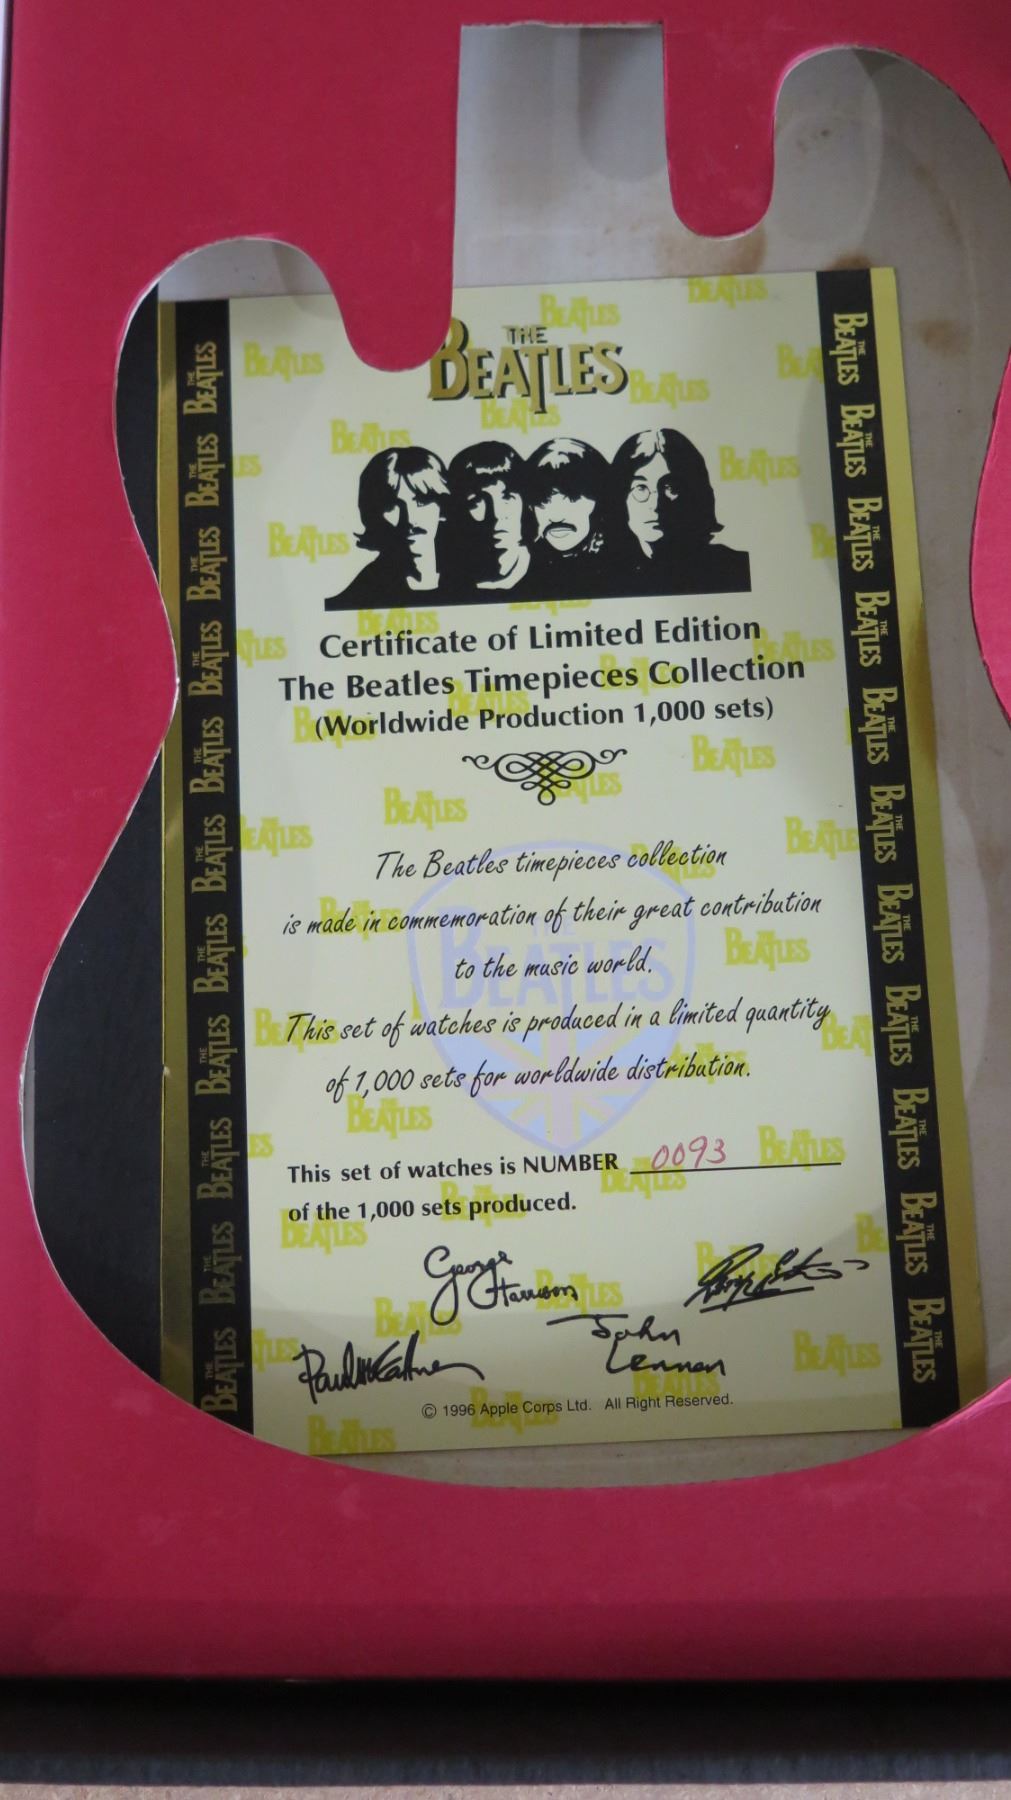 THE
BEATLES
Certificate of Limited Edition
The Beatles Timepieces Collection
(Worldwide Production 1,000 sets)
The Beatles timepieces collection
is made in commemoration of their great contribution
to the music world.
This set of watches is produced in a limited quantity
of 1,000 sets for worldwide distribution.
This set of watches is NUMBER 0093
of the 1,000 sets produced.
George
Harrison
John
Lennon
Paul McCartney
© 1996 Apple Corps Ltd. All Right Reserved.